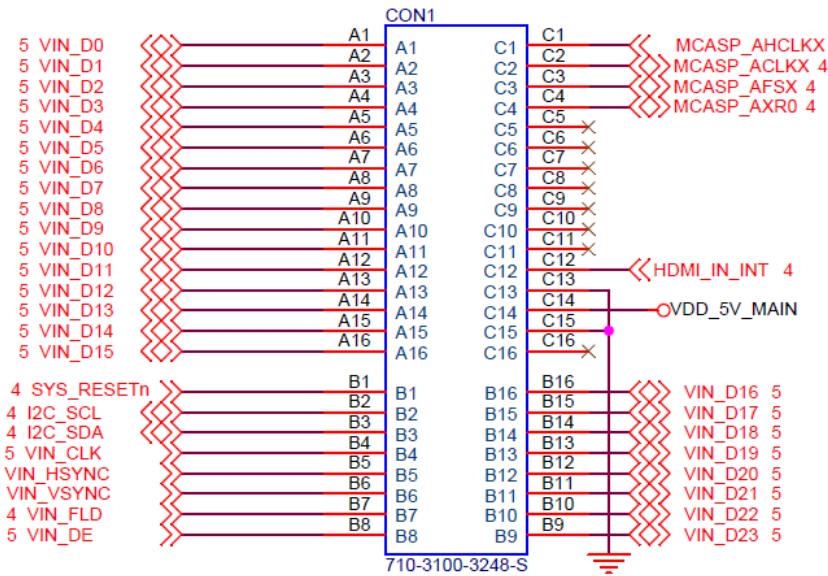 CON1
5 VIN_D0 A1 A1 C1 C1 MCASP_AHCLKX
5 VIN_D1 A2 A2 C2 C2 MCASP_ACLKX 4
5 VIN_D2 A3 A3 C3 C3 MCASP_AFSX 4
5 VIN_D3 A4 A4 C4 C4 MCASP_AXR0 4
5 VIN_D4 A5 A5 C5 C5
5 VIN_D5 A6 A6 C6 C6
5 VIN_D6 A7 A7 C7 C7
5 VIN_D7 A8 A8 C8 C8
5 VIN_D8 A9 A9 C9 C9
5 VIN_D9 A10 A10 C10 C10
5 VIN_D10 A11 A11 C11 C11
5 VIN_D11 A12 A12 C12 C12 HDMI_IN_INT 4
5 VIN_D12 A13 A13 C13 C13
5 VIN_D13 A14 A14 C14 C14 VDD_5V_MAIN
5 VIN_D14 A15 A15 C15 C15
5 VIN_D15 A16 A16 C16 C16
4 SYS_RESETn B1 B1 B16 B16 VIN_D16 5
4 I2C_SCL B2 B2 B15 B15 VIN_D17 5
4 I2C_SDA B3 B3 B14 B14 VIN_D18 5
5 VIN_CLK B4 B4 B13 B13 VIN_D19 5
VIN_HSYNC B5 B5 B12 B12 VIN_D20 5
VIN_VSYNC B6 B6 B11 B11 VIN_D21 5
4 VIN_FLD B7 B7 B10 B10 VIN_D22 5
5 VIN_DE B8 B8 B9 B9 VIN_D23 5
710-3100-3248-S